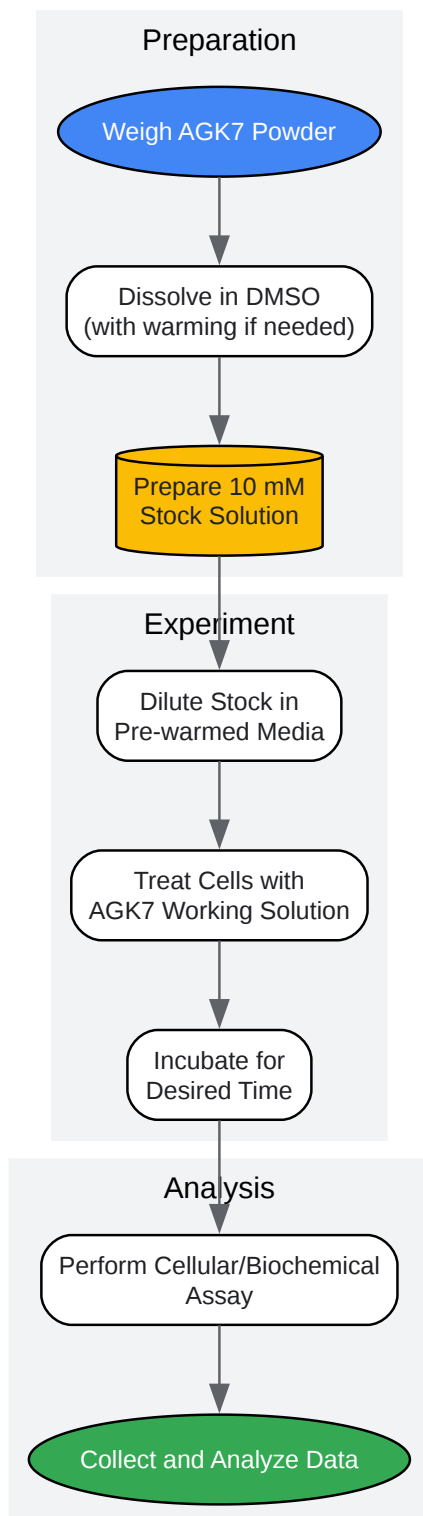 Preparation
Weigh AGK7 Powder
Dissolve in DMSO
(with warming if needed)
Prepare 10 mM
Stock Solution
Experiment
Dilute Stock in
Pre-warmed Media
Treat Cells with
AGK7 Working Solution
Incubate for
Desired Time
Analysis
Perform Cellular/Biochemical
Assay
Collect and Analyze Data